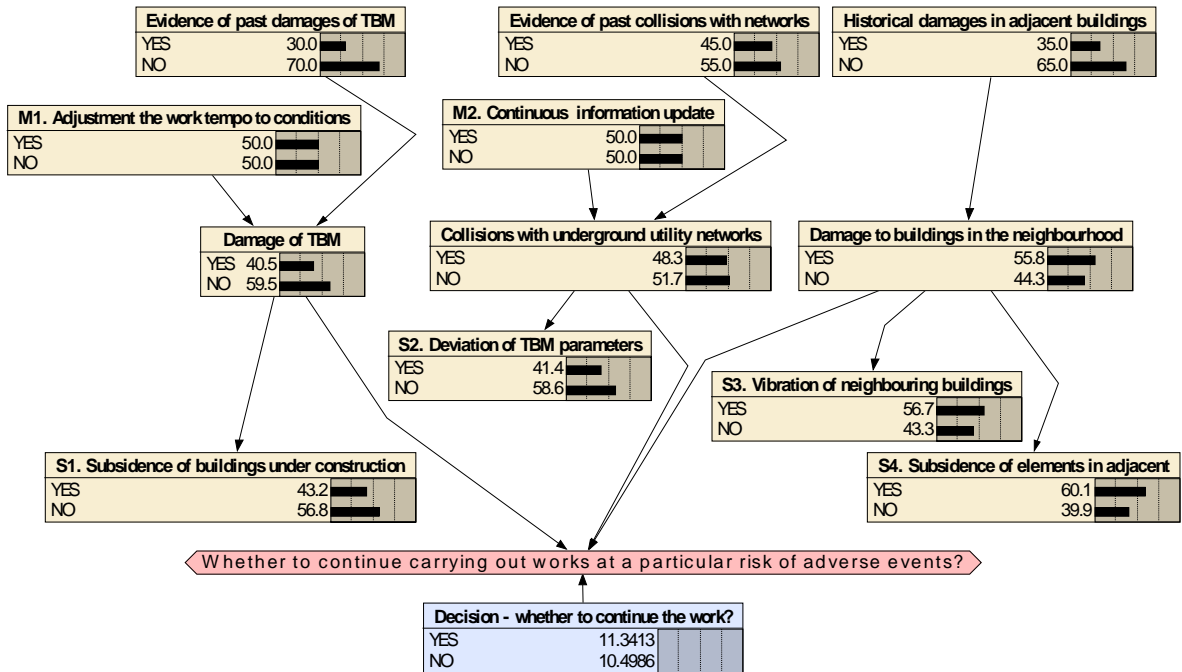 Evidence of past damages of TBM
YES 30.0
NO 70.0
Evidence of past collisions with networks
YES 45.0
NO 55.0
Historical damages in adjacent buildings
YES 35.0
NO 65.0
M1. Adjustment the work tempo to conditions
YES 50.0
NO 50.0
M2. Continuous information update
YES 50.0
NO 50.0
Damage of TBM
YES 40.5
NO 59.5
Collisions with underground utility networks
YES 48.3
NO 51.7
Damage to buildings in the neighbourhood
YES 55.8
NO 44.3
S2. Deviation of TBM parameters
YES 41.4
NO 58.6
S3. Vibration of neighbouring buildings
YES 56.7
NO 43.3
S1. Subsidence of buildings under construction
YES 43.2
NO 56.8
S4. Subsidence of elements in adjacent
YES 60.1
NO 39.9
Whether to continue carrying out works at a particular risk of adverse events?
Decision - whether to continue the work?
YES 11.3413
NO 10.4986